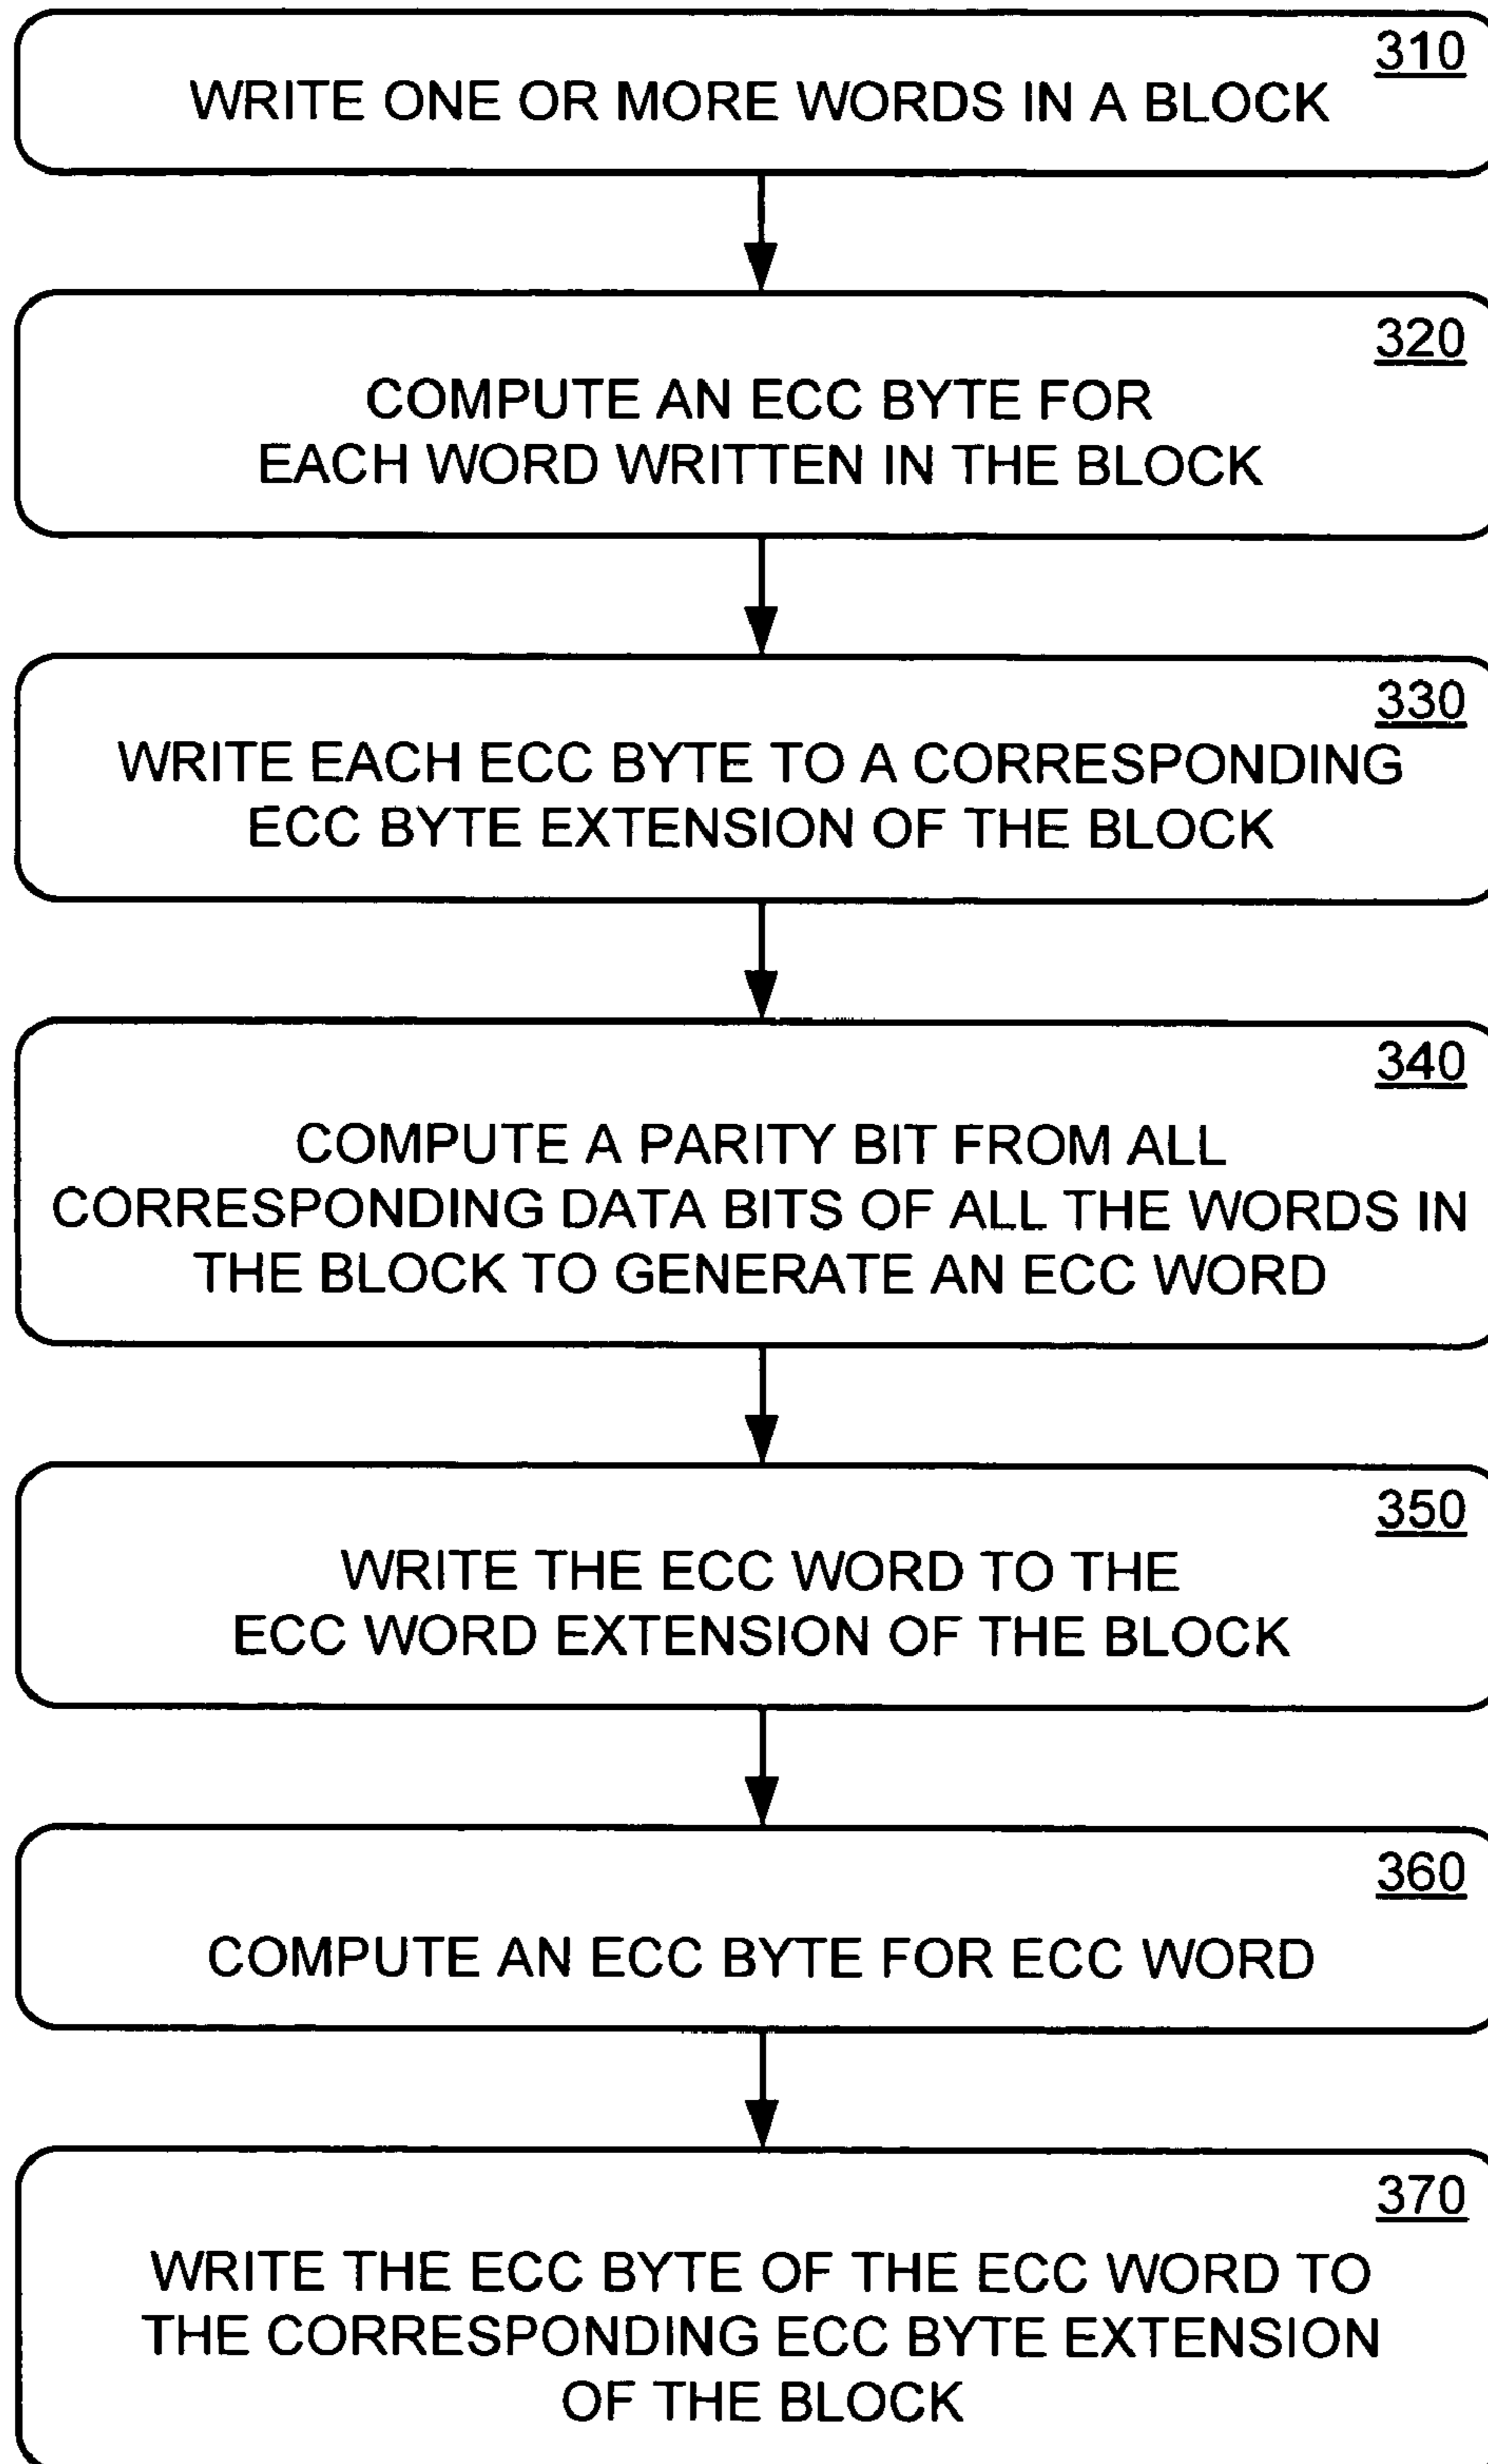 310
WRITE ONE OR MORE WORDS IN A BLOCK
320
COMPUTE AN ECC BYTE FOR
EACH WORD WRITTEN IN THE BLOCK
330
WRITE EACH ECC BYTE TO A CORRESPONDING
ECC BYTE EXTENSION OF THE BLOCK
340
COMPUTE A PARITY BIT FROM ALL
CORRESPONDING DATA BITS OF ALL THE WORDS IN
THE BLOCK TO GENERATE AN ECC WORD
350
WRITE THE ECC WORD TO THE
ECC WORD EXTENSION OF THE BLOCK
360
COMPUTE AN ECC BYTE FOR ECC WORD
370
WRITE THE ECC BYTE OF THE ECC WORD TO
THE CORRESPONDING ECC BYTE EXTENSION
OF THE BLOCK